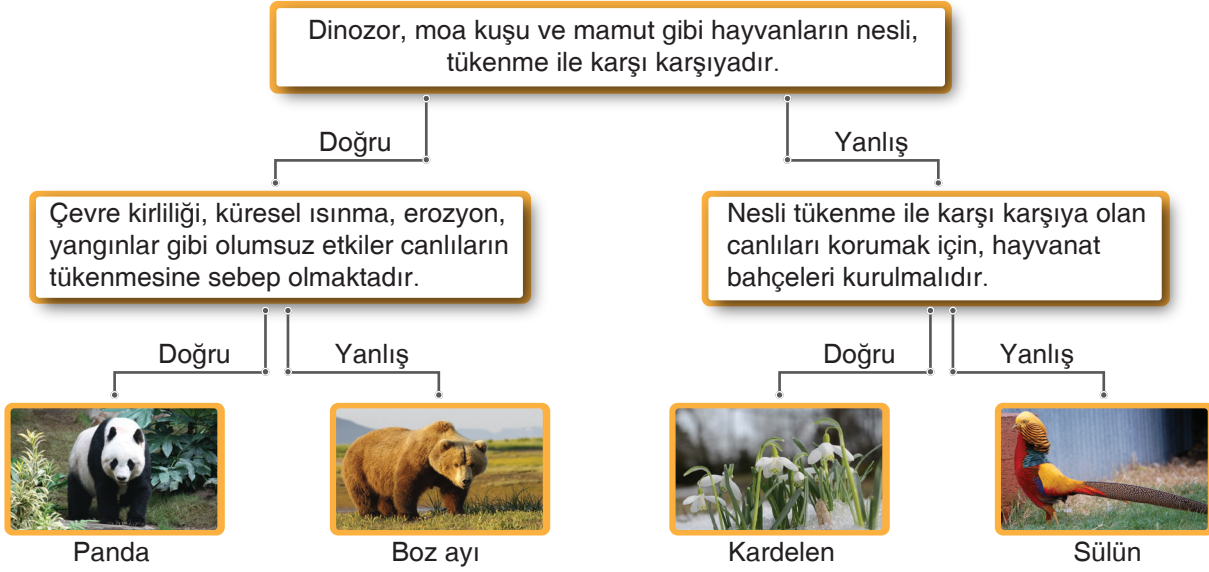 Dinozor, moa kuşu ve mamut gibi hayvanların nesli,
tükenme ile karşı karşıyadır.
Doğru
Yanlış
Çevre kirliliği, küresel ısınma, erozyon,
yangınlar gibi olumsuz etkiler canlıların
tükenmesine sebep olmaktadır.
Nesli tükenme ile karşı karşıya olan
canlıları korumak için, hayvanat
bahçeleri kurulmalıdır.
Doğru
Yanlış
Doğru
Yanlış
Panda
Boz ayı
Kardelen
Sülün